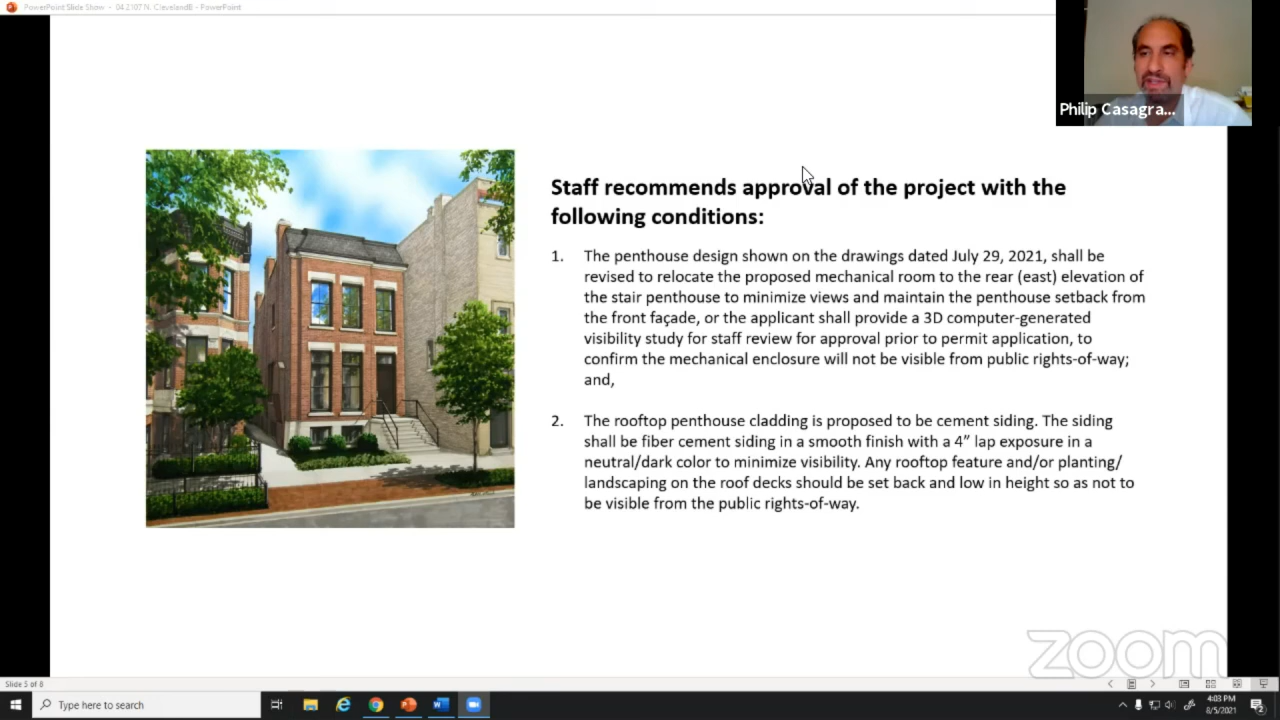 PowerPoint Slide Show - 04.2107 N. ClevelandB - PowerPoint
Philip Casagra...
Staff recommends approval of the project with the
following conditions:
1. The penthouse design shown on the drawings dated July 29, 2021, shall be
revised to relocate the proposed mechanical room to the rear (east) elevation of
the stair penthouse to minimize views and maintain the penthouse setback from
the front façade, or the applicant shall provide a 3D computer-generated
visibility study for staff review for approval prior to permit application, to
confirm the mechanical enclosure will not be visible from public rights-of-way;
and,
2. The rooftop penthouse cladding is proposed to be cement siding. The siding
shall be fiber cement siding in a smooth finish with a 4” lap exposure in a
neutral/dark color to minimize visibility. Any rooftop feature and/or planting/
landscaping on the roof decks should be set back and low in height so as not to
be visible from the public rights-of-way.
zoom
Slide 5 of 8
Type here to search
4:03 PM
8/5/2021
2